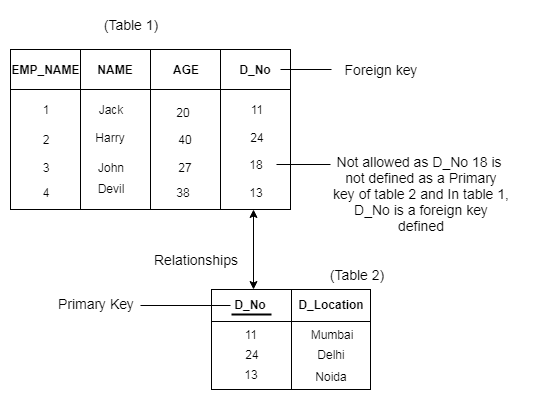 (Table 1)
EMP_NAME NAME AGE D_No Foreign key
1 Jack 20 11
2 Harry 40 24
3 John 27 18
4 Devil 38 13
Not allowed as D_No 18 is
not defined as a Primary
key of table 2 and In table 1,
D_No is a foreign key
defined
Relationships
(Table 2)
Primary Key D_No D_Location
11 Mumbai
24 Delhi
13 Noida